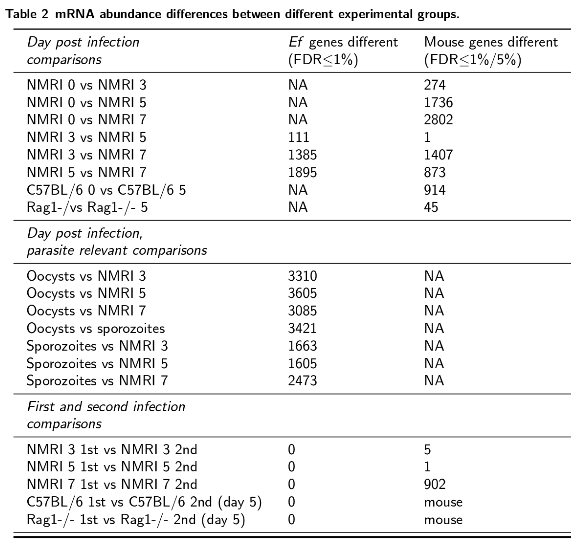 Table 2 mRNA abundance differences between different experimental groups.
Day post infection Ef genes different Mouse genes different
comparisons (FDR≤1%) (FDR≤1%/5%)
NMRI 0 vs NMRI 3 NA 274
NMRI 0 vs NMRI 5 NA 1736
NMRI 0 vs NMRI 7 NA 2802
NMRI 3 vs NMRI 5 111 1
NMRI 3 vs NMRI 7 1385 1407
NMRI 5 vs NMRI 7 1895 873
C57BL/6 0 vs C57BL/6 5 NA 914
Rag1-/vs Rag1-/- 5 NA 45
Day post infection,
parasite relevant comparisons
Oocysts vs NMRI 3 3310 NA
Oocysts vs NMRI 5 3605 NA
Oocysts vs NMRI 7 3085 NA
Oocysts vs sporozoites 3421 NA
Sporozoites vs NMRI 3 1663 NA
Sporozoites vs NMRI 5 1605 NA
Sporozoites vs NMRI 7 2473 NA
First and second infection
comparisons
NMRI 3 1st vs NMRI 3 2nd 0 5
NMRI 5 1st vs NMRI 5 2nd 0 1
NMRI 7 1st vs NMRI 7 2nd 0 902
C57BL/6 1st vs C57BL/6 2nd (day 5) 0 mouse
Rag1-/- 1st vs Rag1-/- 2nd (day 5) 0 mouse